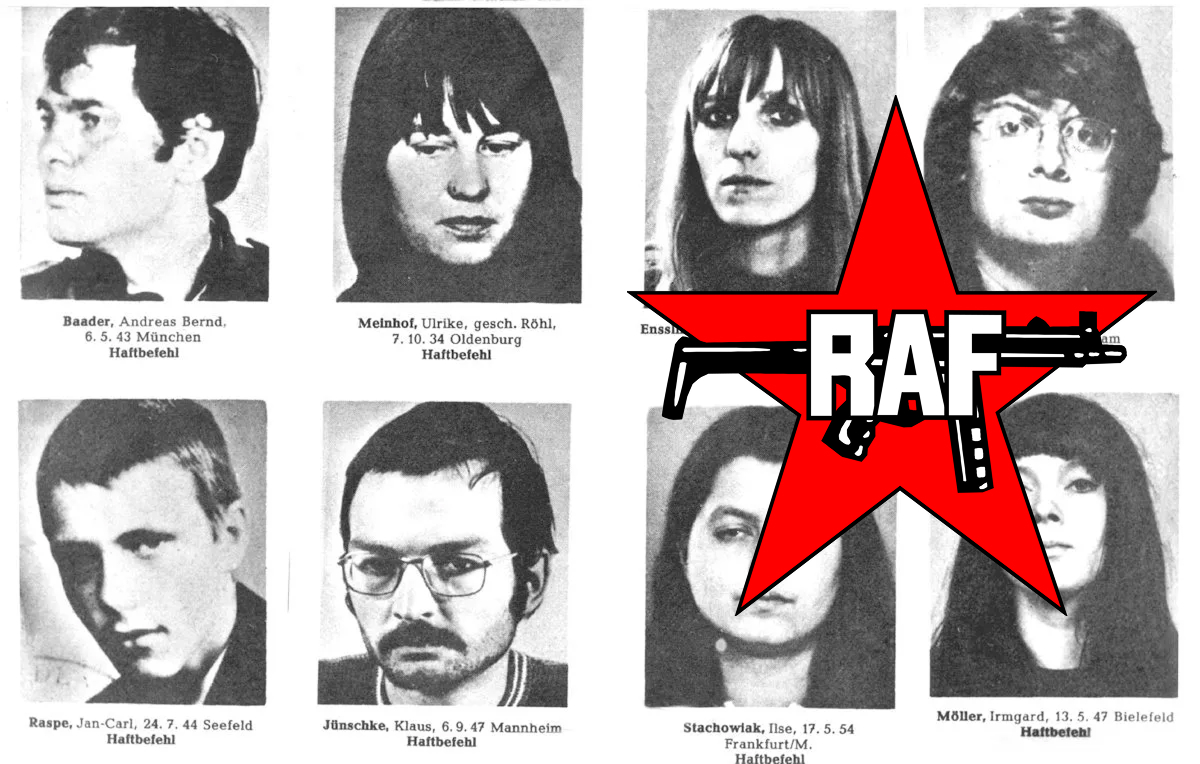 Baader, Andreas Bernd,
6. 5. 43 München
Haftbefehl
Meinhof, Ulrike, gesch. Röhl,
7. 10. 34 Oldenburg
Haftbefehl
Ensslin
am
RAF
Raspe, Jan-Carl, 24. 7. 44 Seefeld
Haftbefehl
Jünschke, Klaus, 6. 9. 47 Mannheim
Haftbefehl
Stachowiak, Ilse, 17. 5. 54
Frankfurt/M.
Haftbefehl
Möller, Irmgard, 13. 5. 47 Bielefeld
Haftbefehl